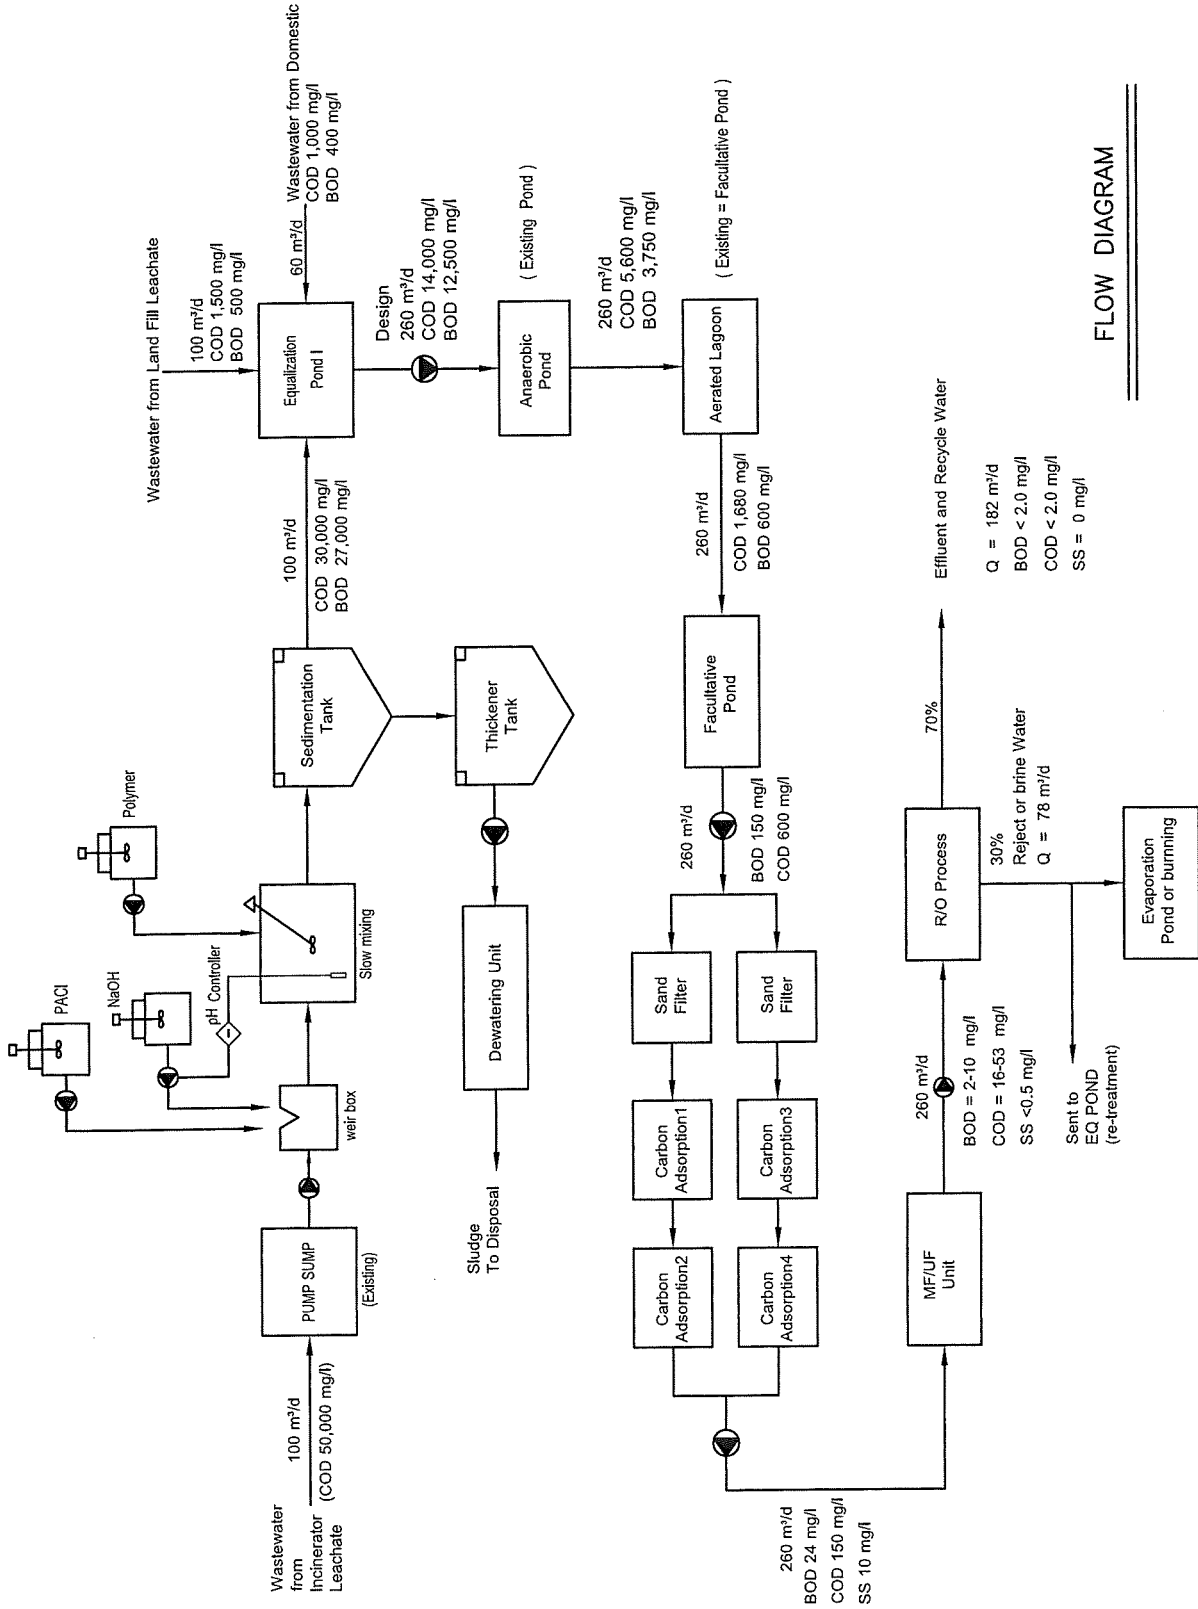 PACl
Polymer
NaOH
pH Controller
Wastewater
from
Incinerator
Leachate
100 m³/d
(COD 50,000 mg/l)
PUMP SUMP
(Existing)
weir box
Slow mixing
Sedimentation
Tank
100 m³/d
COD 30,000 mg/l
BOD 27,000 mg/l
Wastewater from Land Fill Leachate
100 m³/d
COD 1,500 mg/l
BOD 500 mg/l
Equalization
Pond I
60 m³/d
Wastewater from Domestic
COD 1,000 mg/l
BOD 400 mg/l
Thickener
Tank
Dewatering Unit
Sludge
To Disposal
Design
260 m³/d
COD 14,000 mg/l
BOD 12,500 mg/l
Anaerobic
Pond
( Existing Pond )
260 m³/d
COD 5,600 mg/l
BOD 3,750 mg/l
Aerated Lagoon
( Existing = Facultative Pond )
260 m³/d
COD 1,680 mg/l
BOD 600 mg/l
Facultative
Pond
260 m³/d
BOD 150 mg/l
COD 600 mg/l
Sand
Filter
Carbon
Adsorption1
Carbon
Adsorption2
Sand
Filter
Carbon
Adsorption3
Carbon
Adsorption4
260 m³/d
BOD 24 mg/l
COD 150 mg/l
SS 10 mg/l
MF/UF
Unit
260 m³/d
BOD = 2-10 mg/l
COD = 16-53 mg/l
SS <0.5 mg/l
R/O Process
70%
Effluent and Recycle Water
Q = 182 m³/d
BOD < 2.0 mg/l
COD < 2.0 mg/l
SS = 0 mg/l
30%
Reject or brine Water
Q = 78 m³/d
Sent to
EQ POND
(re-treatment)
Evaporation
Pond or burnning
FLOW DIAGRAM